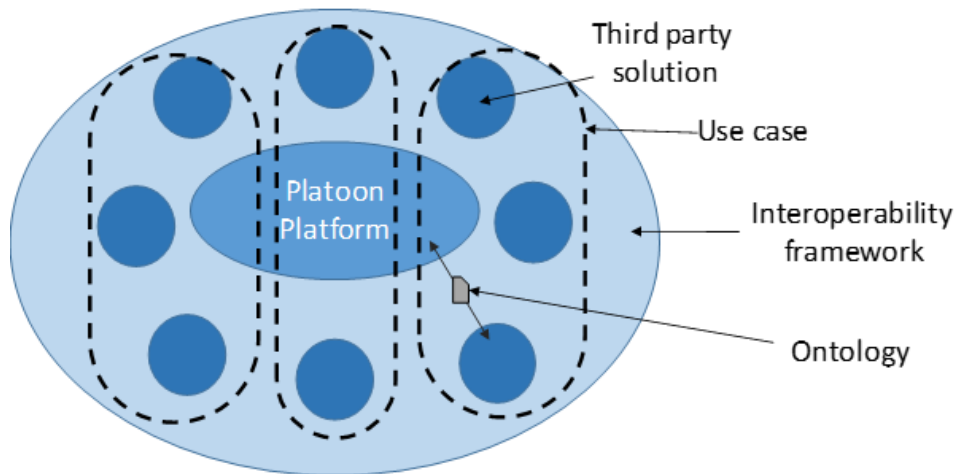 Third party
solution
Use case
Platoon
Platform
Interoperability
framework
Ontology